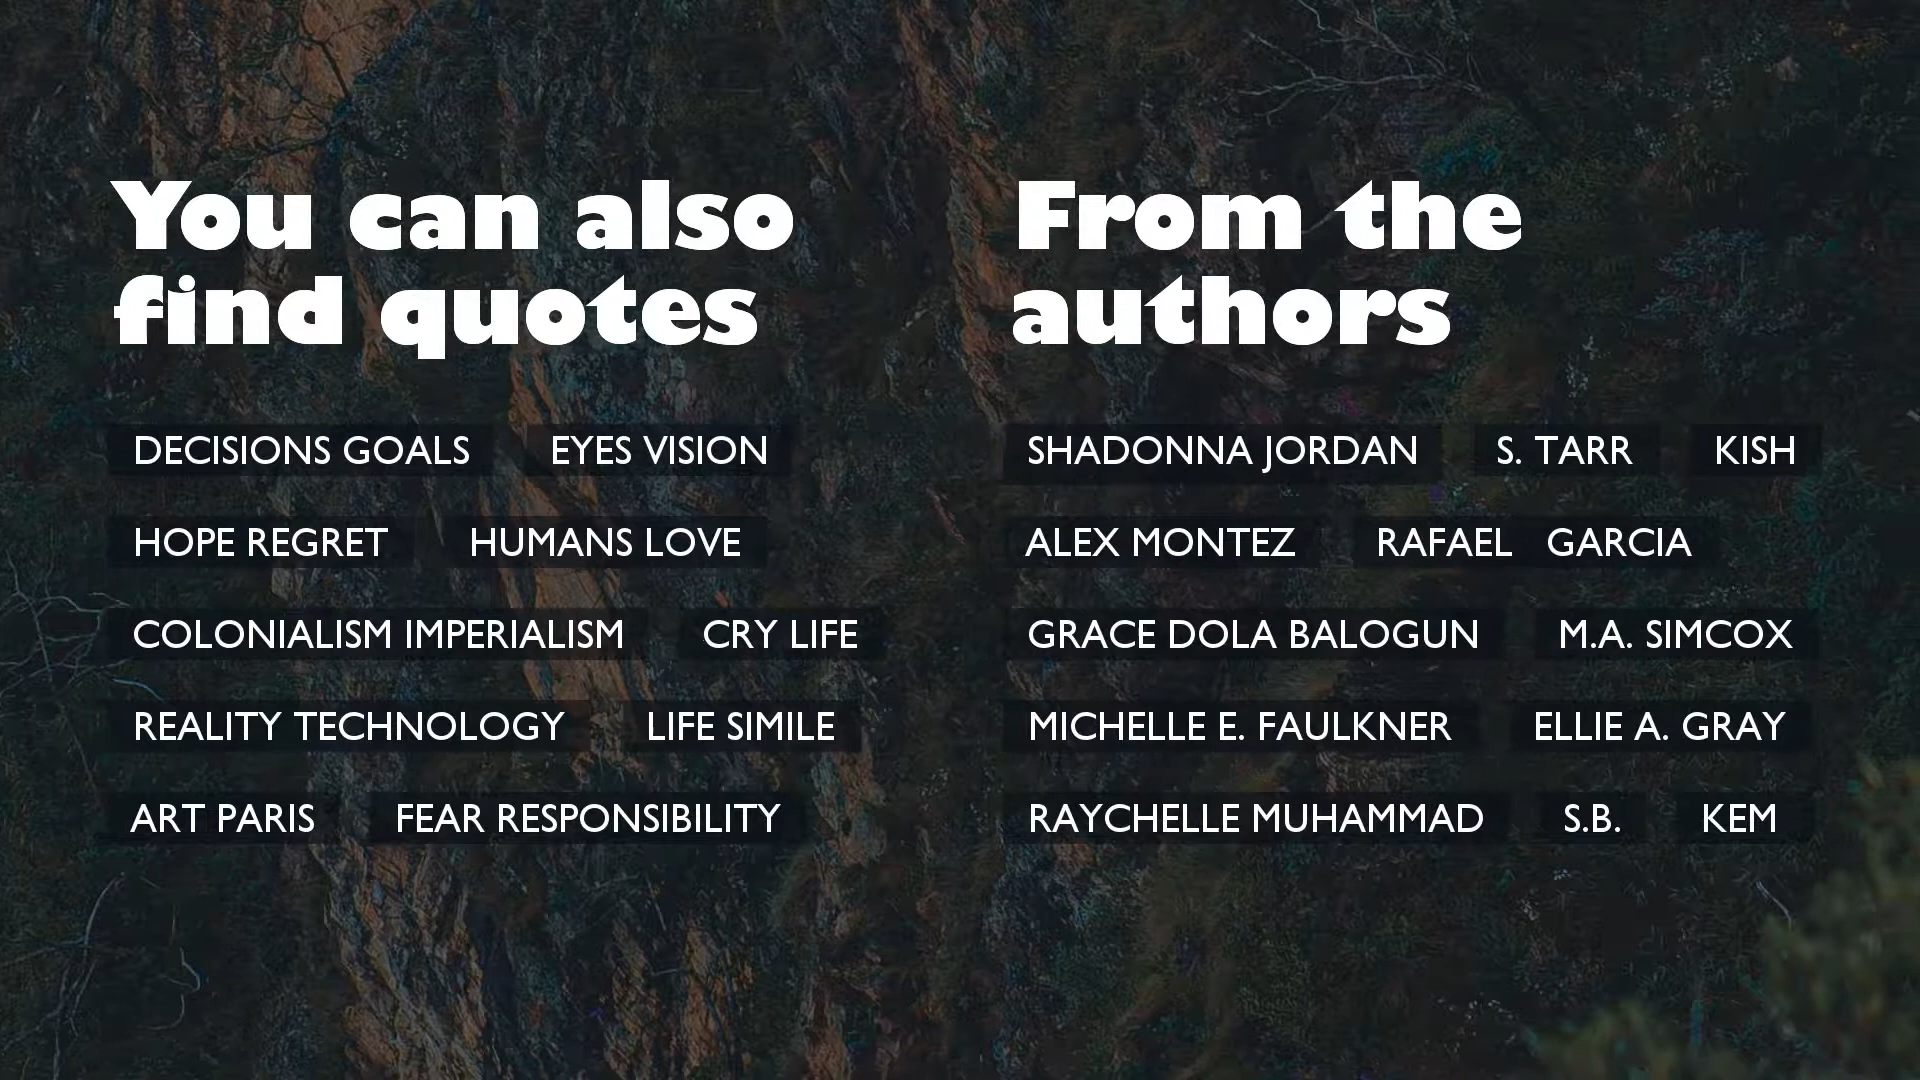 You can also
find quotes
DECISIONS GOALS EYES VISION
HOPE REGRET HUMANS LOVE
COLONIALISM IMPERIALISM CRY LIFE
REALITY TECHNOLOGY LIFE SIMILE
ART PARIS FEAR RESPONSIBILITY
From the
authors
SHADONNA JORDAN S. TARR KISH
ALEX MONTEZ RAFAEL GARCIA
GRACE DOLA BALOGUN M.A. SIMCOX
MICHELLE E. FAULKNER ELLIE A. GRAY
RAYCHELLE MUHAMMAD S.B. KEM